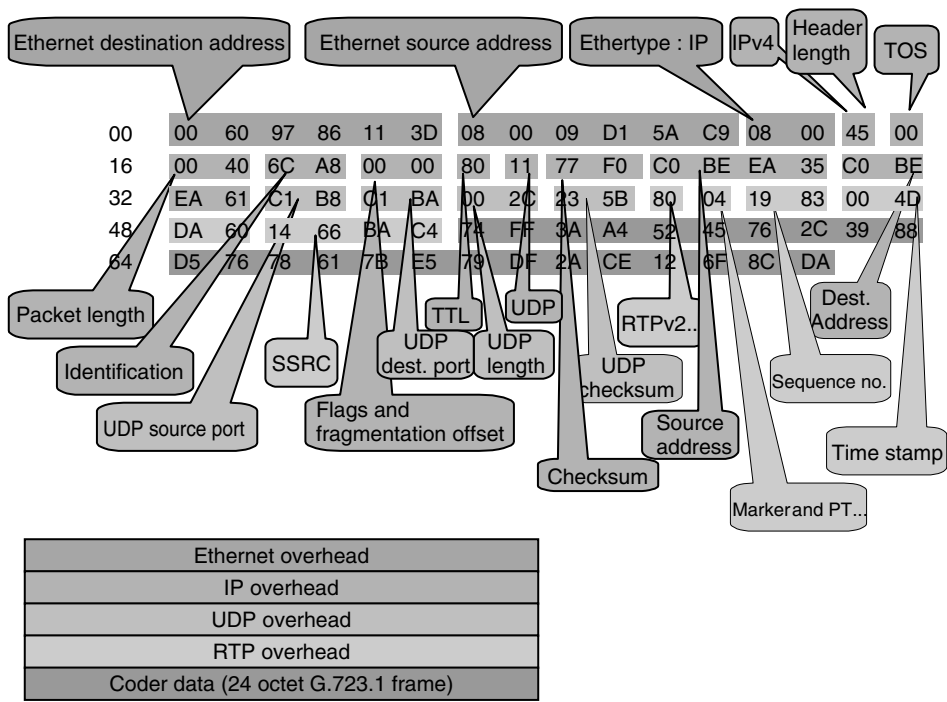 Ethernet destination address
Ethernet source address
Ethertype : IP
IPv4
Header
length
TOS
00 00 60 97 86 11 3D 08 00 09 D1 5A C9 08 00 45 00
16 00 40 6C A8 00 00 80 11 77 F0 C0 BE EA 35 C0 BE
32 EA 61 C1 B8 C1 BA 00 2C 23 5B 80 04 19 83 00 4D
48 DA 60 14 66 BA C4 74 FF 3A A4 52 45 76 2C 39 88
64 D5 76 78 61 7B E5 79 DF 2A CE 12 6F 8C DA
Packet length
TTL
UDP
RTPv2..
Dest.
Address
Identification
SSRC
UDP
dest. port
UDP
length
UDP
checksum
Sequence no.
UDP source port
Flags and
fragmentation offset
Source
address
Time stamp
Checksum
Marker and PT...
Ethernet overhead
IP overhead
UDP overhead
RTP overhead
Coder data (24 octet G.723.1 frame)